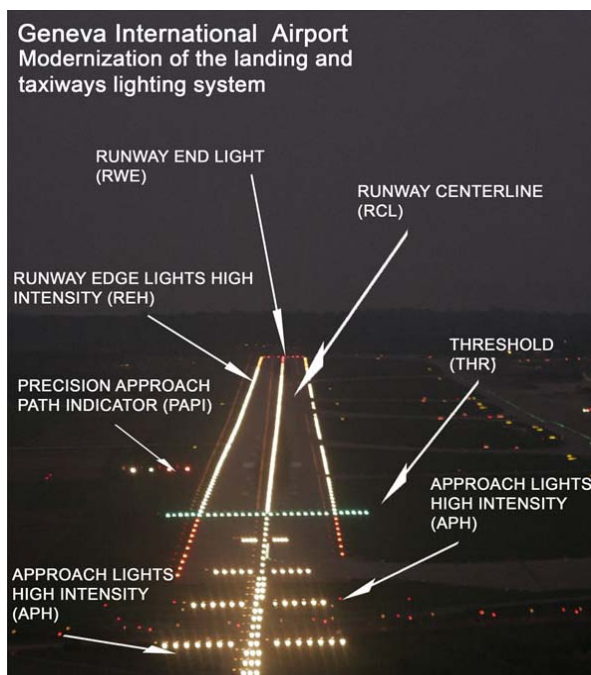 Geneva International Airport
Modernization of the landing and
taxiways lighting system
RUNWAY END LIGHT
(RWE)
RUNWAY CENTERLINE
(RCL)
RUNWAY EDGE LIGHTS HIGH
INTENSITY (REH)
THRESHOLD
(THR)
PRECISION APPROACH
PATH INDICATOR (PAPI)
APPROACH LIGHTS
HIGH INTENSITY
(APH)
APPROACH LIGHTS
HIGH INTENSITY
(APH)